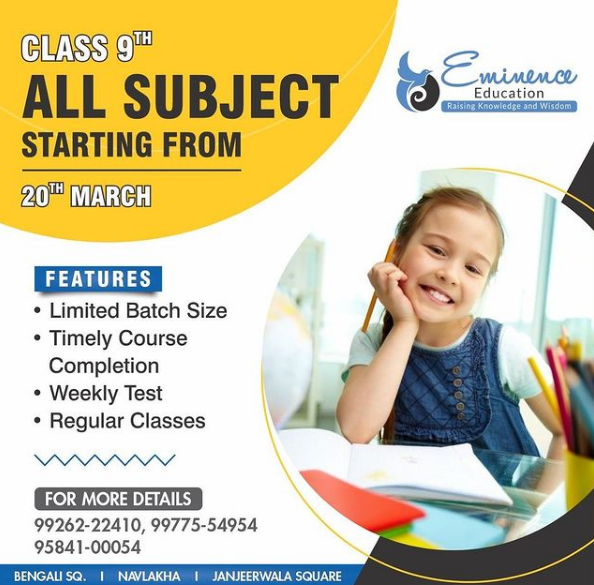 CLASS 9TH
ALL SUBJECT
STARTING FROM
20TH MARCH
Eminence
Education
Raising Knowledge and Wisdom
FEATURES
• Limited Batch Size
• Timely Course
Completion
• Weekly Test
• Regular Classes
FOR MORE DETAILS
99262-22410, 99775-54954
95841-00054
BENGALI SQ. I NAVLAKHA I JANJEERWALA SQUARE